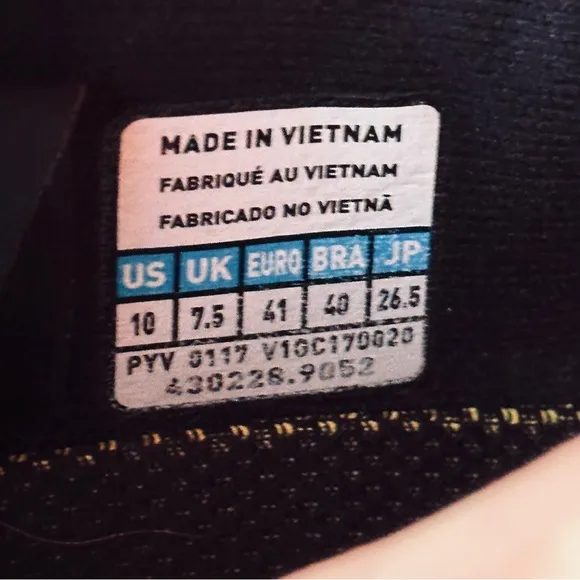 MADE IN VIETNAM
FABRIQUÉ AU VIETNAM
FABRICADO NO VIETNÃ
US UK EURO BRA JP
10 7.5 41 40 26.5
PYV 0117 V1GC170020
430228.9052